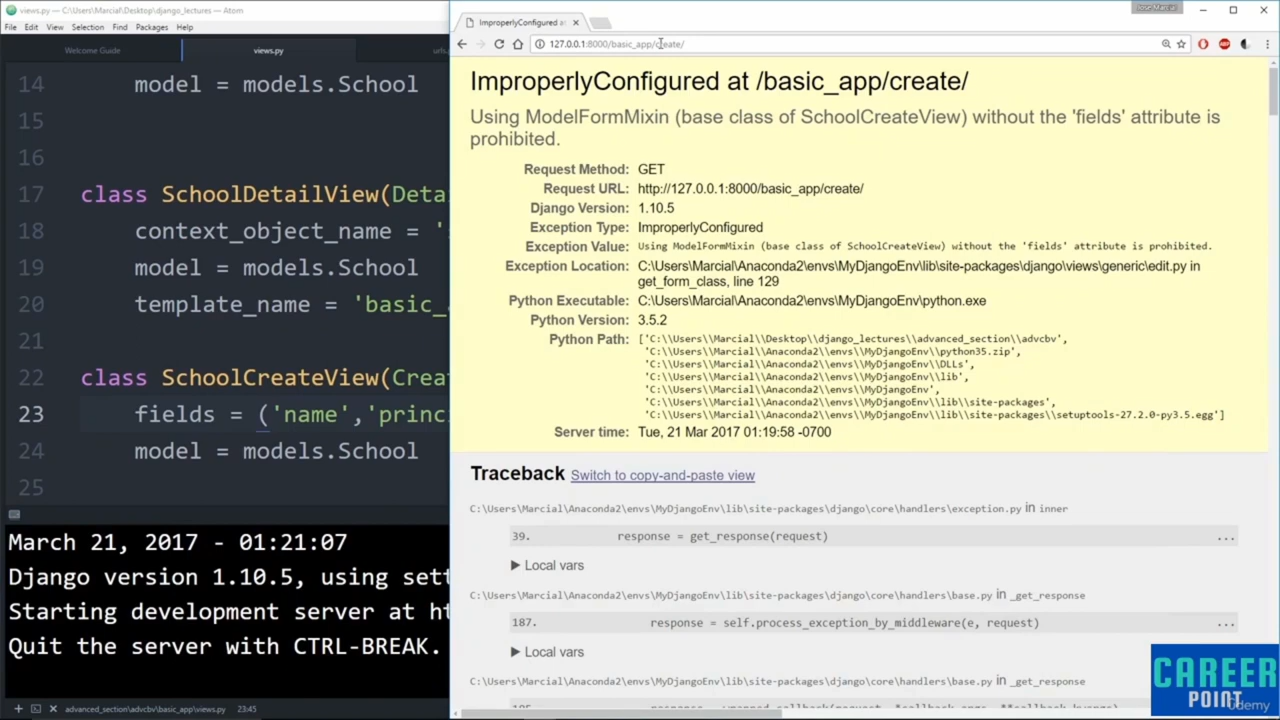 views.py — C:\Users\Marcial\Desktop\django_lectures — Atom
File Edit View Selection Find Packages Help
Welcome Guide views.py urls.
14 model = models.School
15
16
17 class SchoolDetailView(Deta
18 context_object_name = '
19 model = models.School
20 template_name = 'basic_
21
22 class SchoolCreateView(Crea
23 fields = ('name','princ
24 model = models.School
25
March 21, 2017 - 01:21:07
Django version 1.10.5, using sett
Starting development server at ht
Quit the server with CTRL-BREAK.
advanced_section\advcbv\basic_app\views.py 23:45
Jose Marcial
ImproperlyConfigured at
127.0.0.1:8000/basic_app/create/
ImproperlyConfigured at /basic_app/create/
Using ModelFormMixin (base class of SchoolCreateView) without the 'fields' attribute is
prohibited.
Request Method: GET
Request URL: http://127.0.0.1:8000/basic_app/create/
Django Version: 1.10.5
Exception Type: ImproperlyConfigured
Exception Value: Using ModelFormMixin (base class of SchoolCreateView) without the 'fields' attribute is prohibited.
Exception Location: C:\Users\Marcial\Anaconda2\envs\MyDjangoEnv\lib\site-packages\django\views\generic\edit.py in
get_form_class, line 129
Python Executable: C:\Users\Marcial\Anaconda2\envs\MyDjangoEnv\python.exe
Python Version: 3.5.2
Python Path: ['C:\\Users\\Marcial\\Desktop\\django_lectures\\advanced_section\\advcbv',
'C:\\Users\\Marcial\\Anaconda2\\envs\\MyDjangoEnv\\python35.zip',
'C:\\Users\\Marcial\\Anaconda2\\envs\\MyDjangoEnv\\DLLs',
'C:\\Users\\Marcial\\Anaconda2\\envs\\MyDjangoEnv\\lib',
'C:\\Users\\Marcial\\Anaconda2\\envs\\MyDjangoEnv',
'C:\\Users\\Marcial\\Anaconda2\\envs\\MyDjangoEnv\\lib\\site-packages',
'C:\\Users\\Marcial\\Anaconda2\\envs\\MyDjangoEnv\\lib\\site-packages\\setuptools-27.2.0-py3.5.egg']
Server time: Tue, 21 Mar 2017 01:19:58 -0700
Traceback Switch to copy-and-paste view
C:\Users\Marcial\Anaconda2\envs\MyDjangoEnv\lib\site-packages\django\core\handlers\exception.py in inner
39. response = get_response(request) ...
▶ Local vars
C:\Users\Marcial\Anaconda2\envs\MyDjangoEnv\lib\site-packages\django\core\handlers\base.py in _get_response
187. response = self.process_exception_by_middleware(e, request) ...
▶ Local vars
C:\Users\Marcial\Anaconda2\envs\MyDjangoEnv\lib\site-packages\django\core\handlers\base.py in _get_response
CAREER
POINT
Udemy